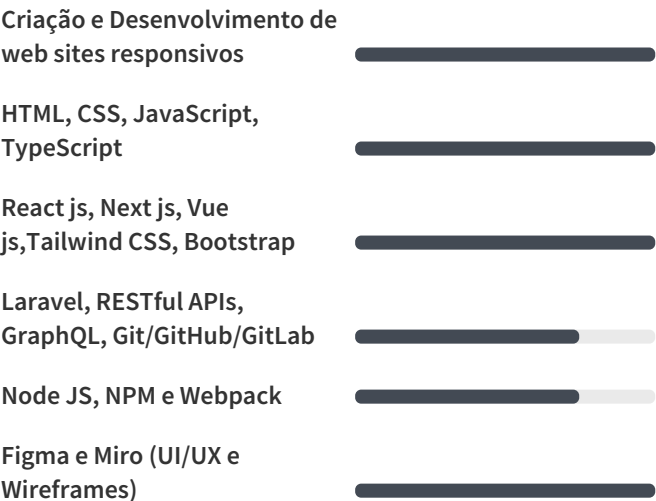 Criação e Desenvolvimento de
web sites responsivos
HTML, CSS, JavaScript,
TypeScript
React js, Next js, Vue
js,Tailwind CSS, Bootstrap
Laravel, RESTful APIs,
GraphQL, Git/GitHub/GitLab
Node JS, NPM e Webpack
Figma e Miro (UI/UX e
Wireframes)